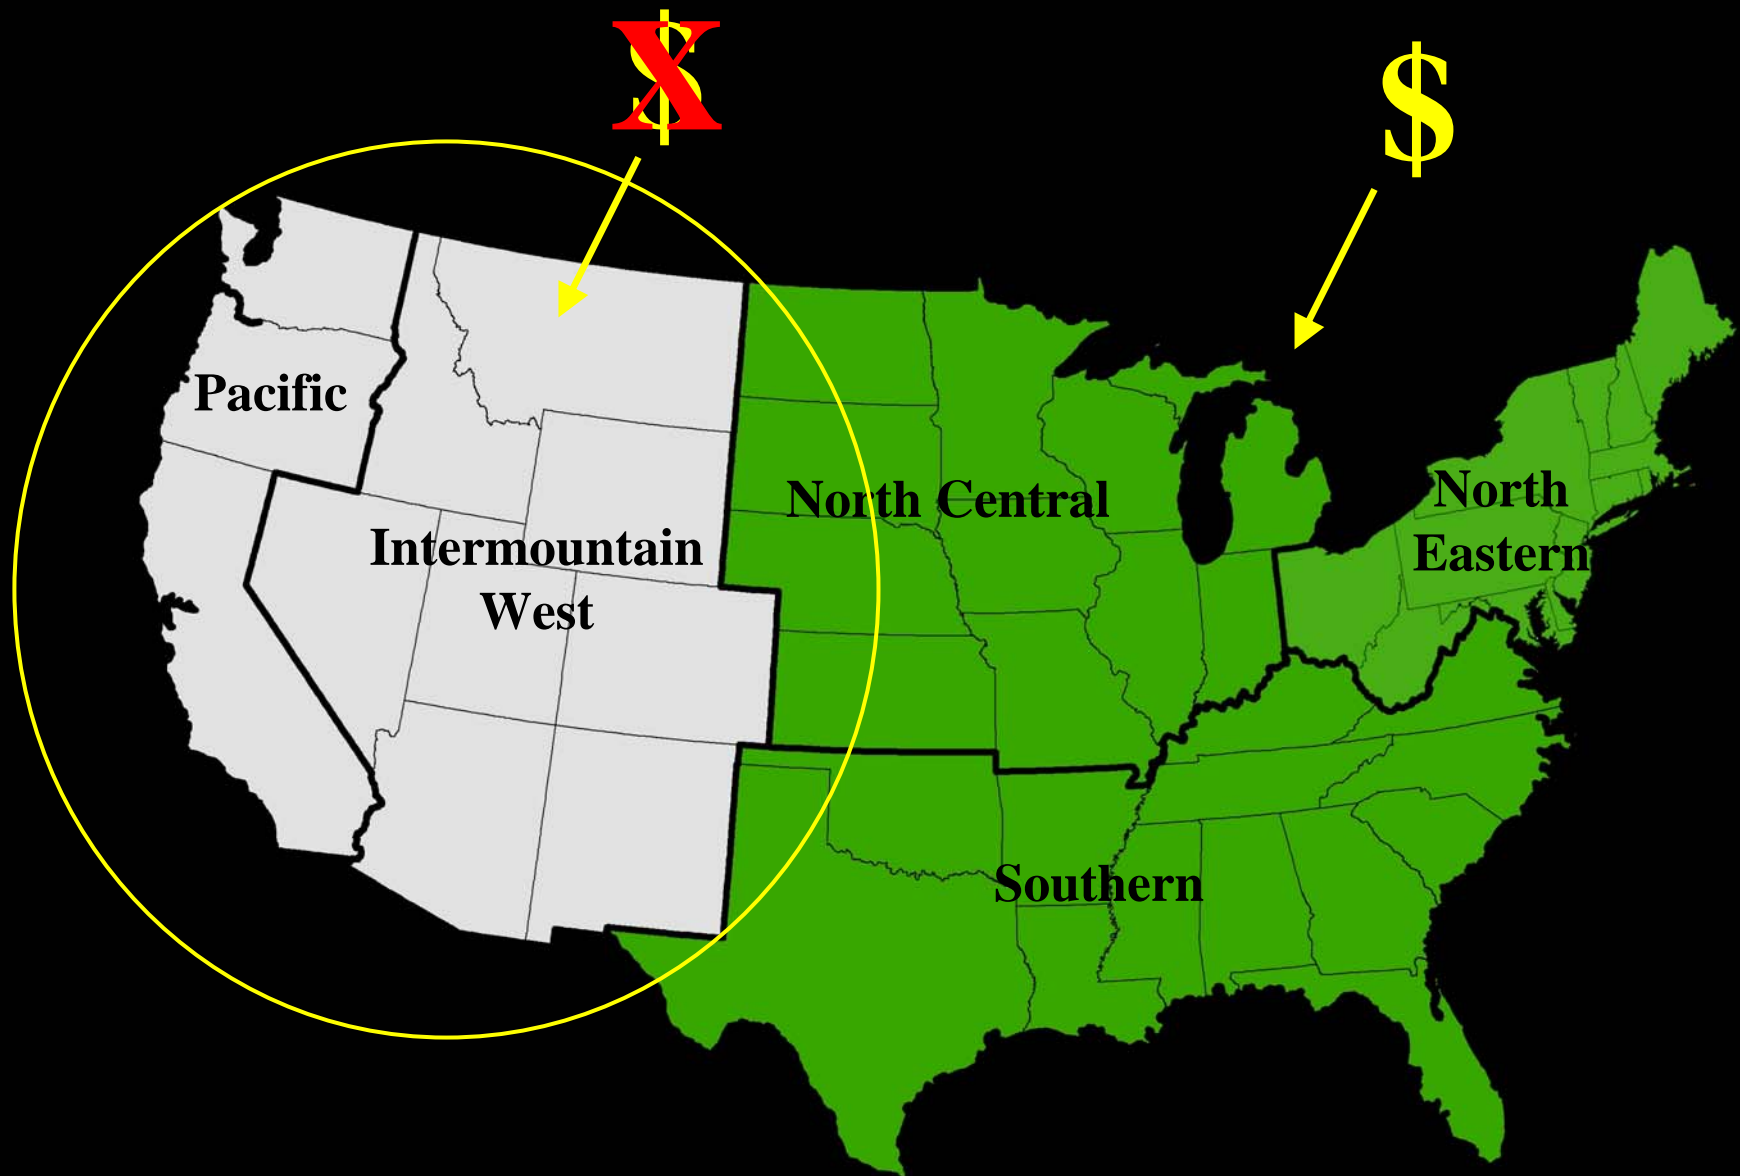 $
X
$
Pacific
North Central
North
Eastern
Intermountain
West
Southern